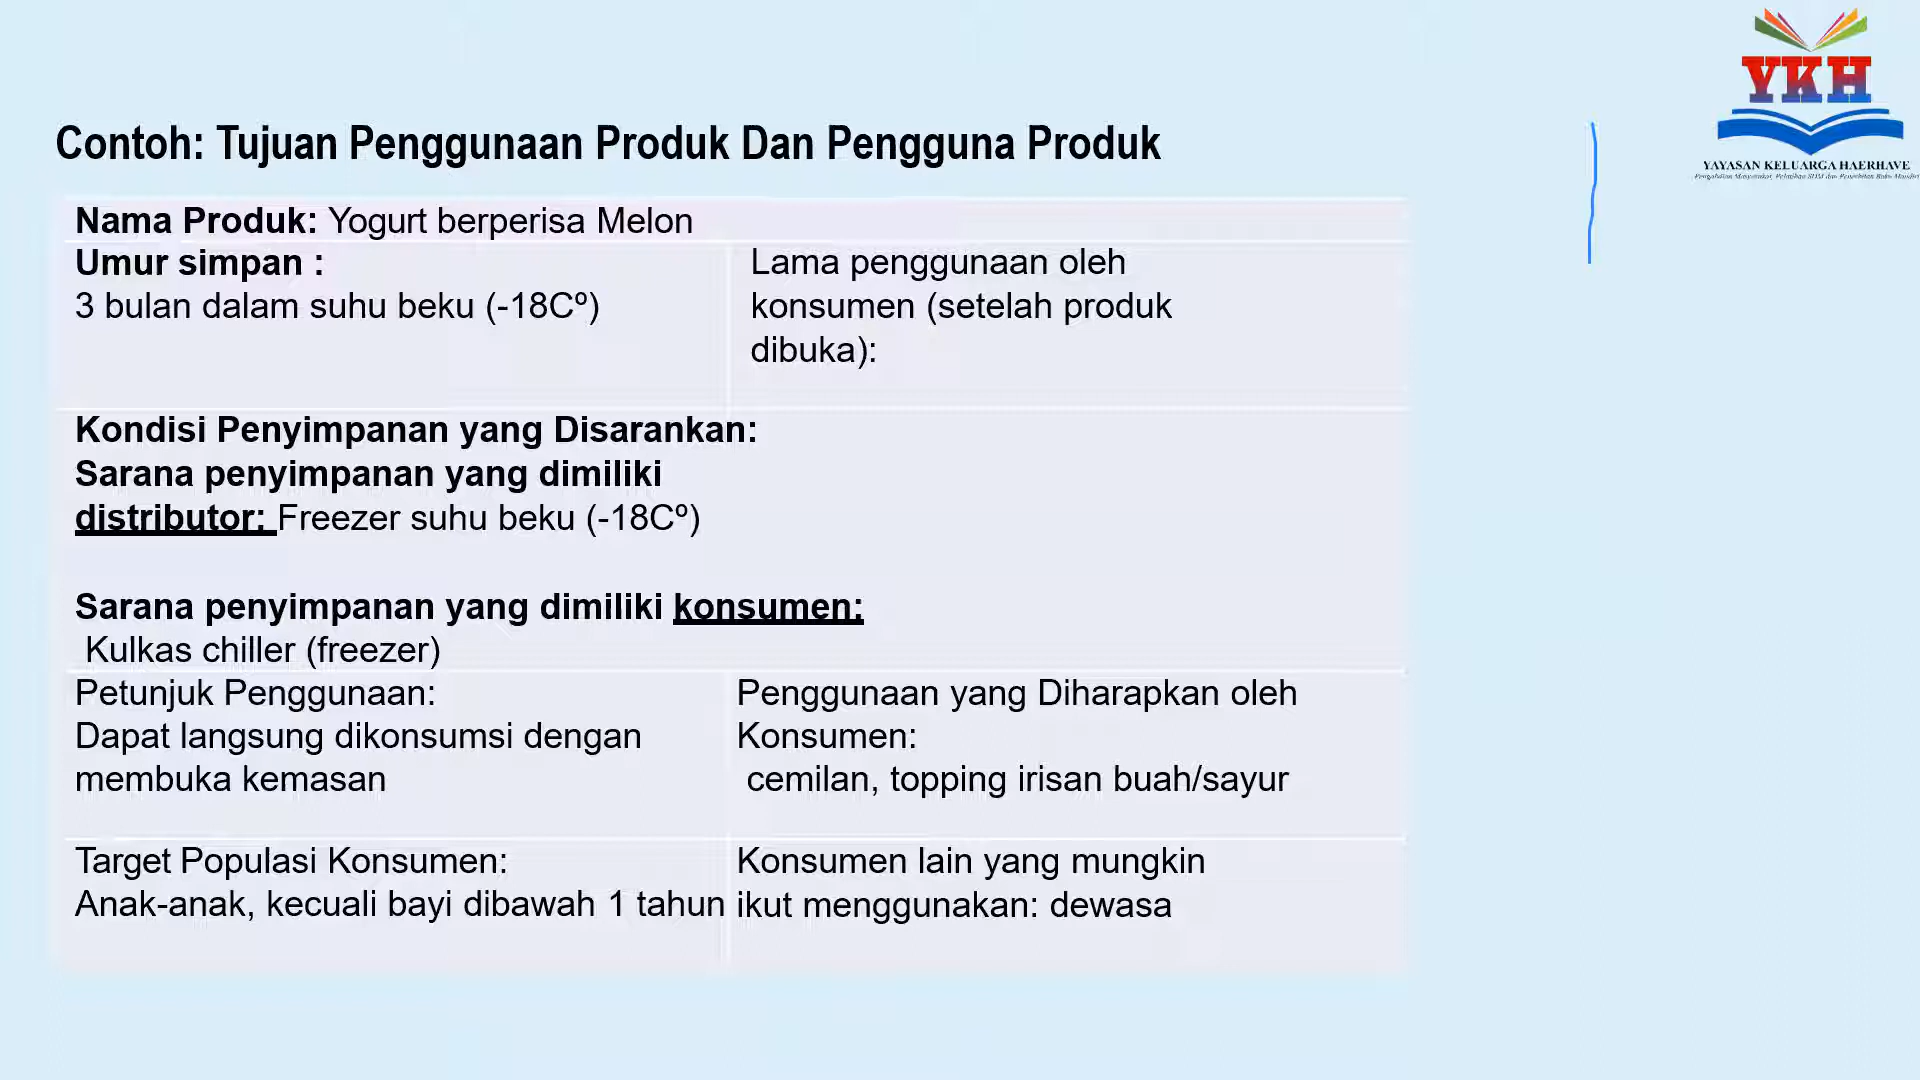 YKH
YAYASAN KELUARGA HAERHAVE
Contoh: Tujuan Penggunaan Produk Dan Pengguna Produk
Nama Produk: Yogurt berperisa Melon
Umur simpan :
3 bulan dalam suhu beku (-18Cº)
Lama penggunaan oleh
konsumen (setelah produk
dibuka):
Kondisi Penyimpanan yang Disarankan:
Sarana penyimpanan yang dimiliki
distributor: Freezer suhu beku (-18Cº)
Sarana penyimpanan yang dimiliki konsumen:
Kulkas chiller (freezer)
Petunjuk Penggunaan:
Dapat langsung dikonsumsi dengan
membuka kemasan
Penggunaan yang Diharapkan oleh
Konsumen:
cemilan, topping irisan buah/sayur
Target Populasi Konsumen:
Anak-anak, kecuali bayi dibawah 1 tahun
Konsumen lain yang mungkin
ikut menggunakan: dewasa